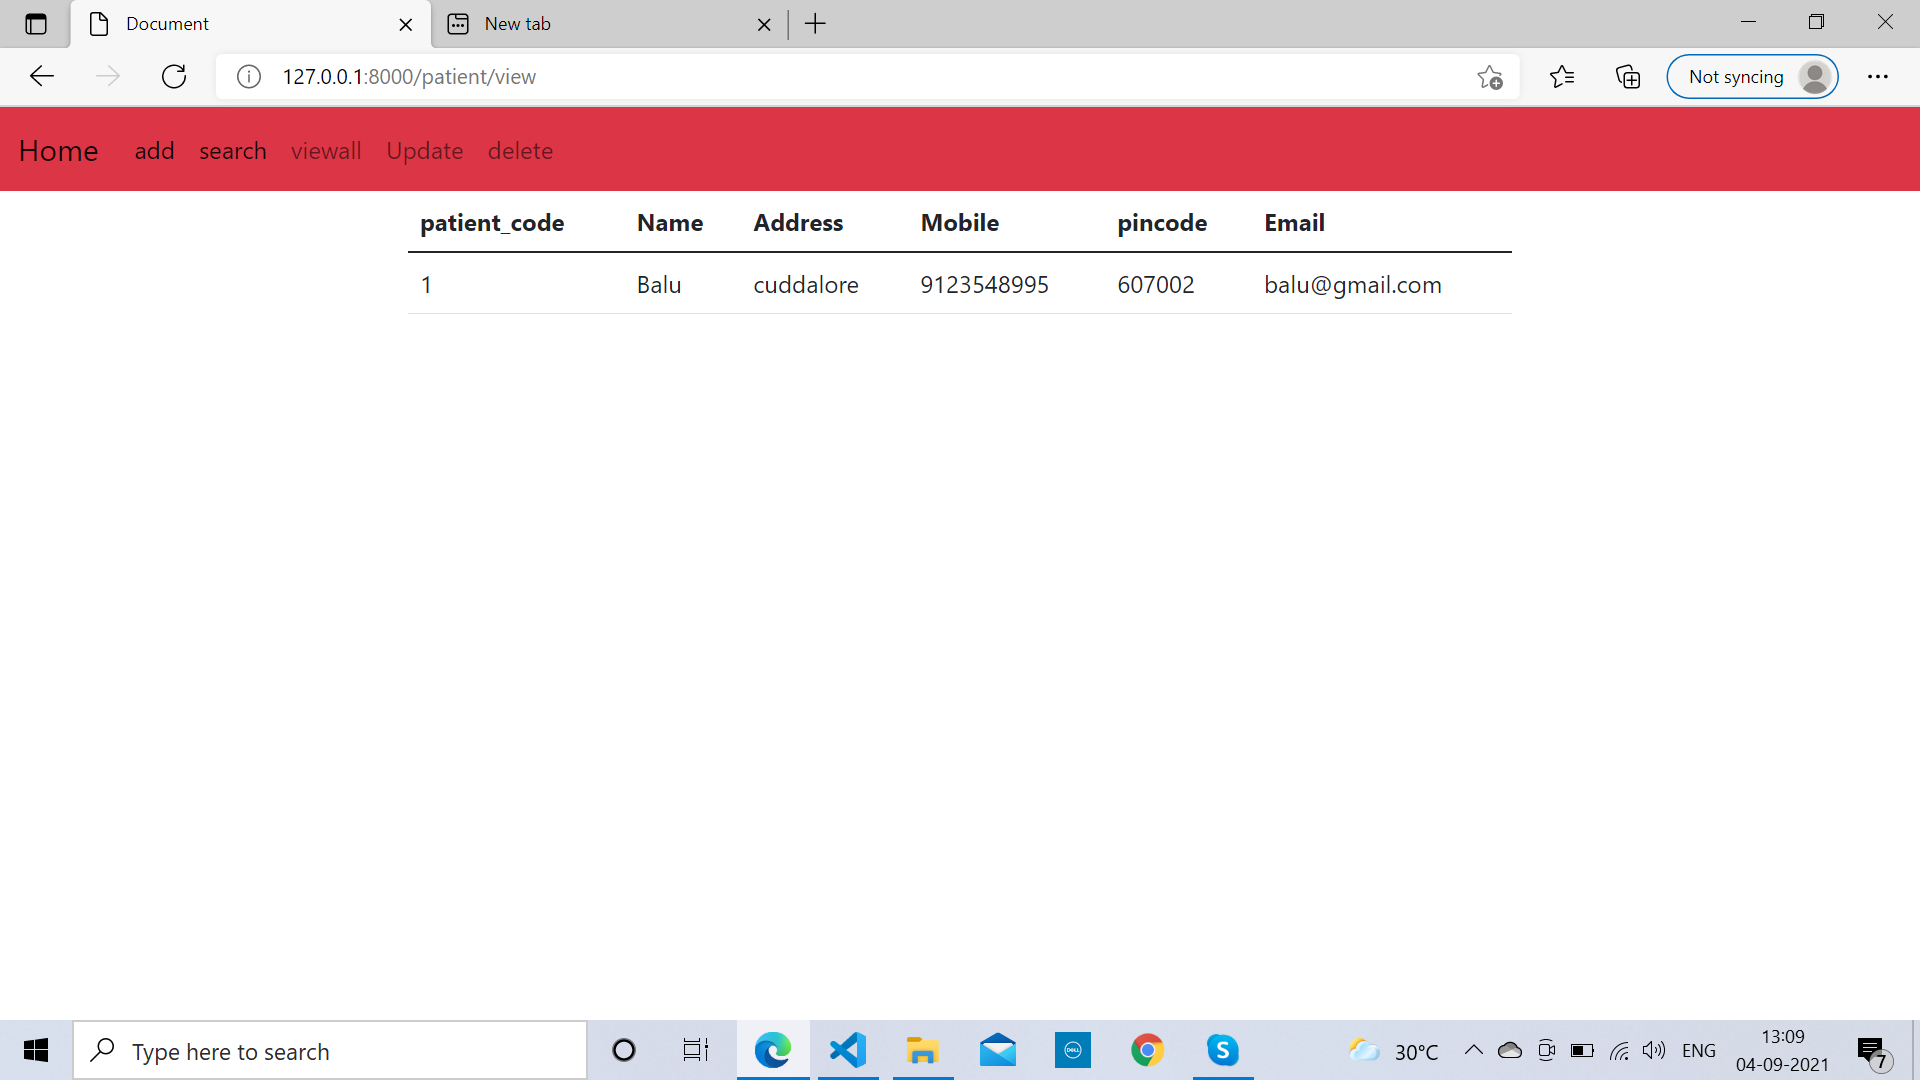 Document New tab
127.0.0.1:8000/patient/view Not syncing
Home add search viewall Update delete
patient_code Name Address Mobile pincode Email
1 Balu cuddalore 9123548995 607002 balu@gmail.com
Type here to search DELL S 30°C ENG 13:09
04-09-2021 7